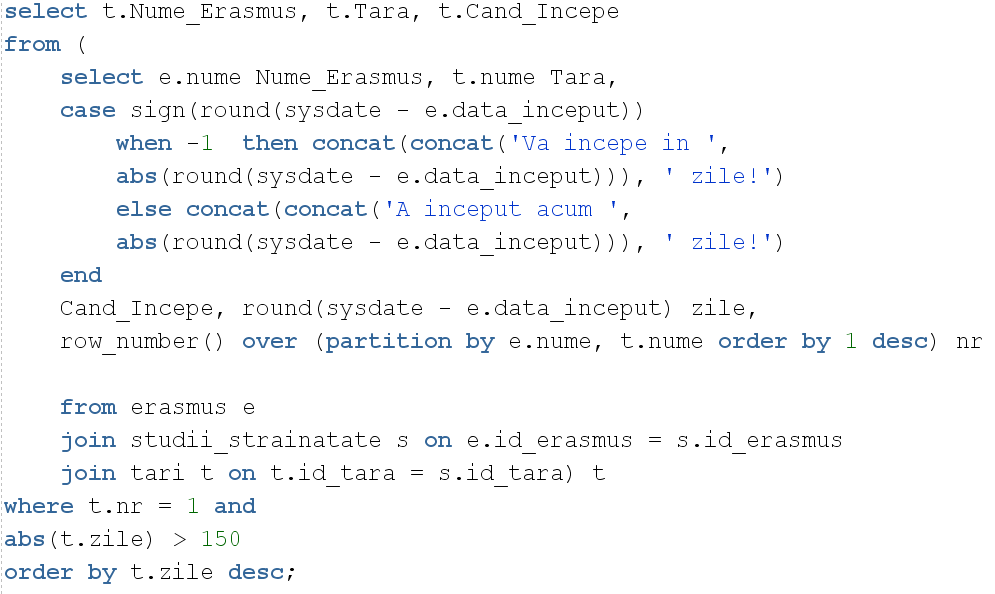 select t.Nume_Erasmus, t.Tara, t.Cand_Incepe
from (
    select e.nume Nume_Erasmus, t.nume Tara,
    case sign(round(sysdate - e.data_inceput))
        when -1  then concat(concat('Va incepe in ',
        abs(round(sysdate - e.data_inceput))), ' zile!')
        else concat(concat('A inceput acum ',
        abs(round(sysdate - e.data_inceput))), ' zile!')
    end
    Cand_Incepe, round(sysdate - e.data_inceput) zile,
    row_number() over (partition by e.nume, t.nume order by 1 desc) nr

    from erasmus e
    join studii_strainatate s on e.id_erasmus = s.id_erasmus
    join tari t on t.id_tara = s.id_tara) t
where t.nr = 1 and
abs(t.zile) > 150
order by t.zile desc;